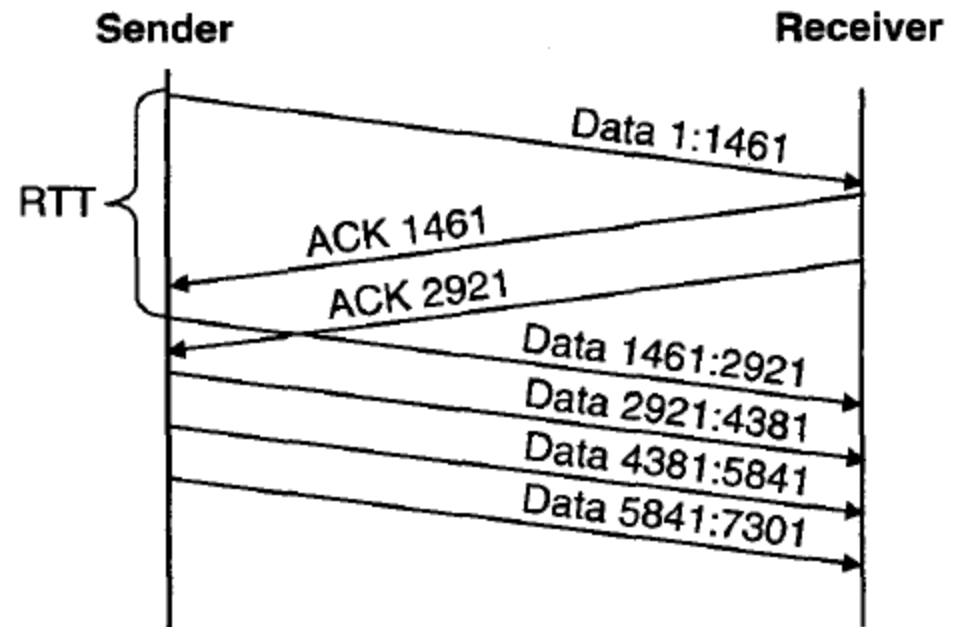 Sender
Receiver
Data 1:1461
RTT
ACK 1461
ACK 2921
Data 1461:2921
Data 2921:4381
Data 4381:5841
Data 5841:7301